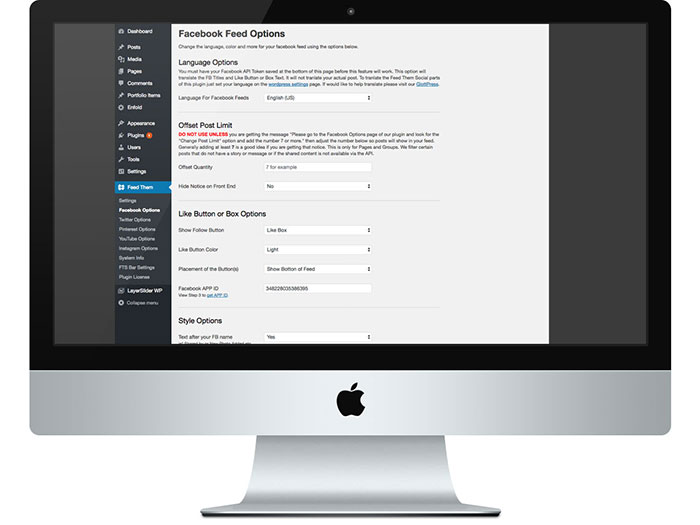 Dashboard
Posts
Media
Pages
Comments
Portfolio Items
Enfold
Appearance
Plugins
Users
Tools
Settings
Feed Them
Settings
Facebook Options
Twitter Options
Pinterest Options
YouTube Options
Instagram Options
System Info
FTS Bar Settings
Plugin License
LayerSlider WP
Collapse menu
Facebook Feed Options
Change the language, color and more for your facebook feed using the options below.
Language Options
You must have your Facebook API Token saved at the bottom of this page before this feature will work. This option will
translate the FB Titles and Like Button or Box Text. It will not tranlate your actual post. To tranlate the Feed Them Social parts
of this plugin just set your langauge on the wordpress settings page. If would like to help translate please visit our
Language For Facebook Feeds English (US)
Offset Post Limit
DO NOT USE UNLESS you are getting the message "Please go to the Facebook Options page of our plugin and look for the
"Change Post Limit" option and add the number 7 or more." then adjust the number below so posts will show in your feed.
Generally adding at least 7 is a good idea if you are getting that notice. This is only for Pages and Groups. We filter certain
posts that do not have a story or message or if the shared content is not available via the API.
Offset Quantity 7 for example
Hide Notice on Front End No
Like Button or Box Options
Show Follow Button Like Box
Like Button Color Light
Placement of the Button(s) Show Bottom of Feed
Facebook APP ID 348228035386395
View Step 3 to get APP ID.
Style Options
Text after your FB name Yes